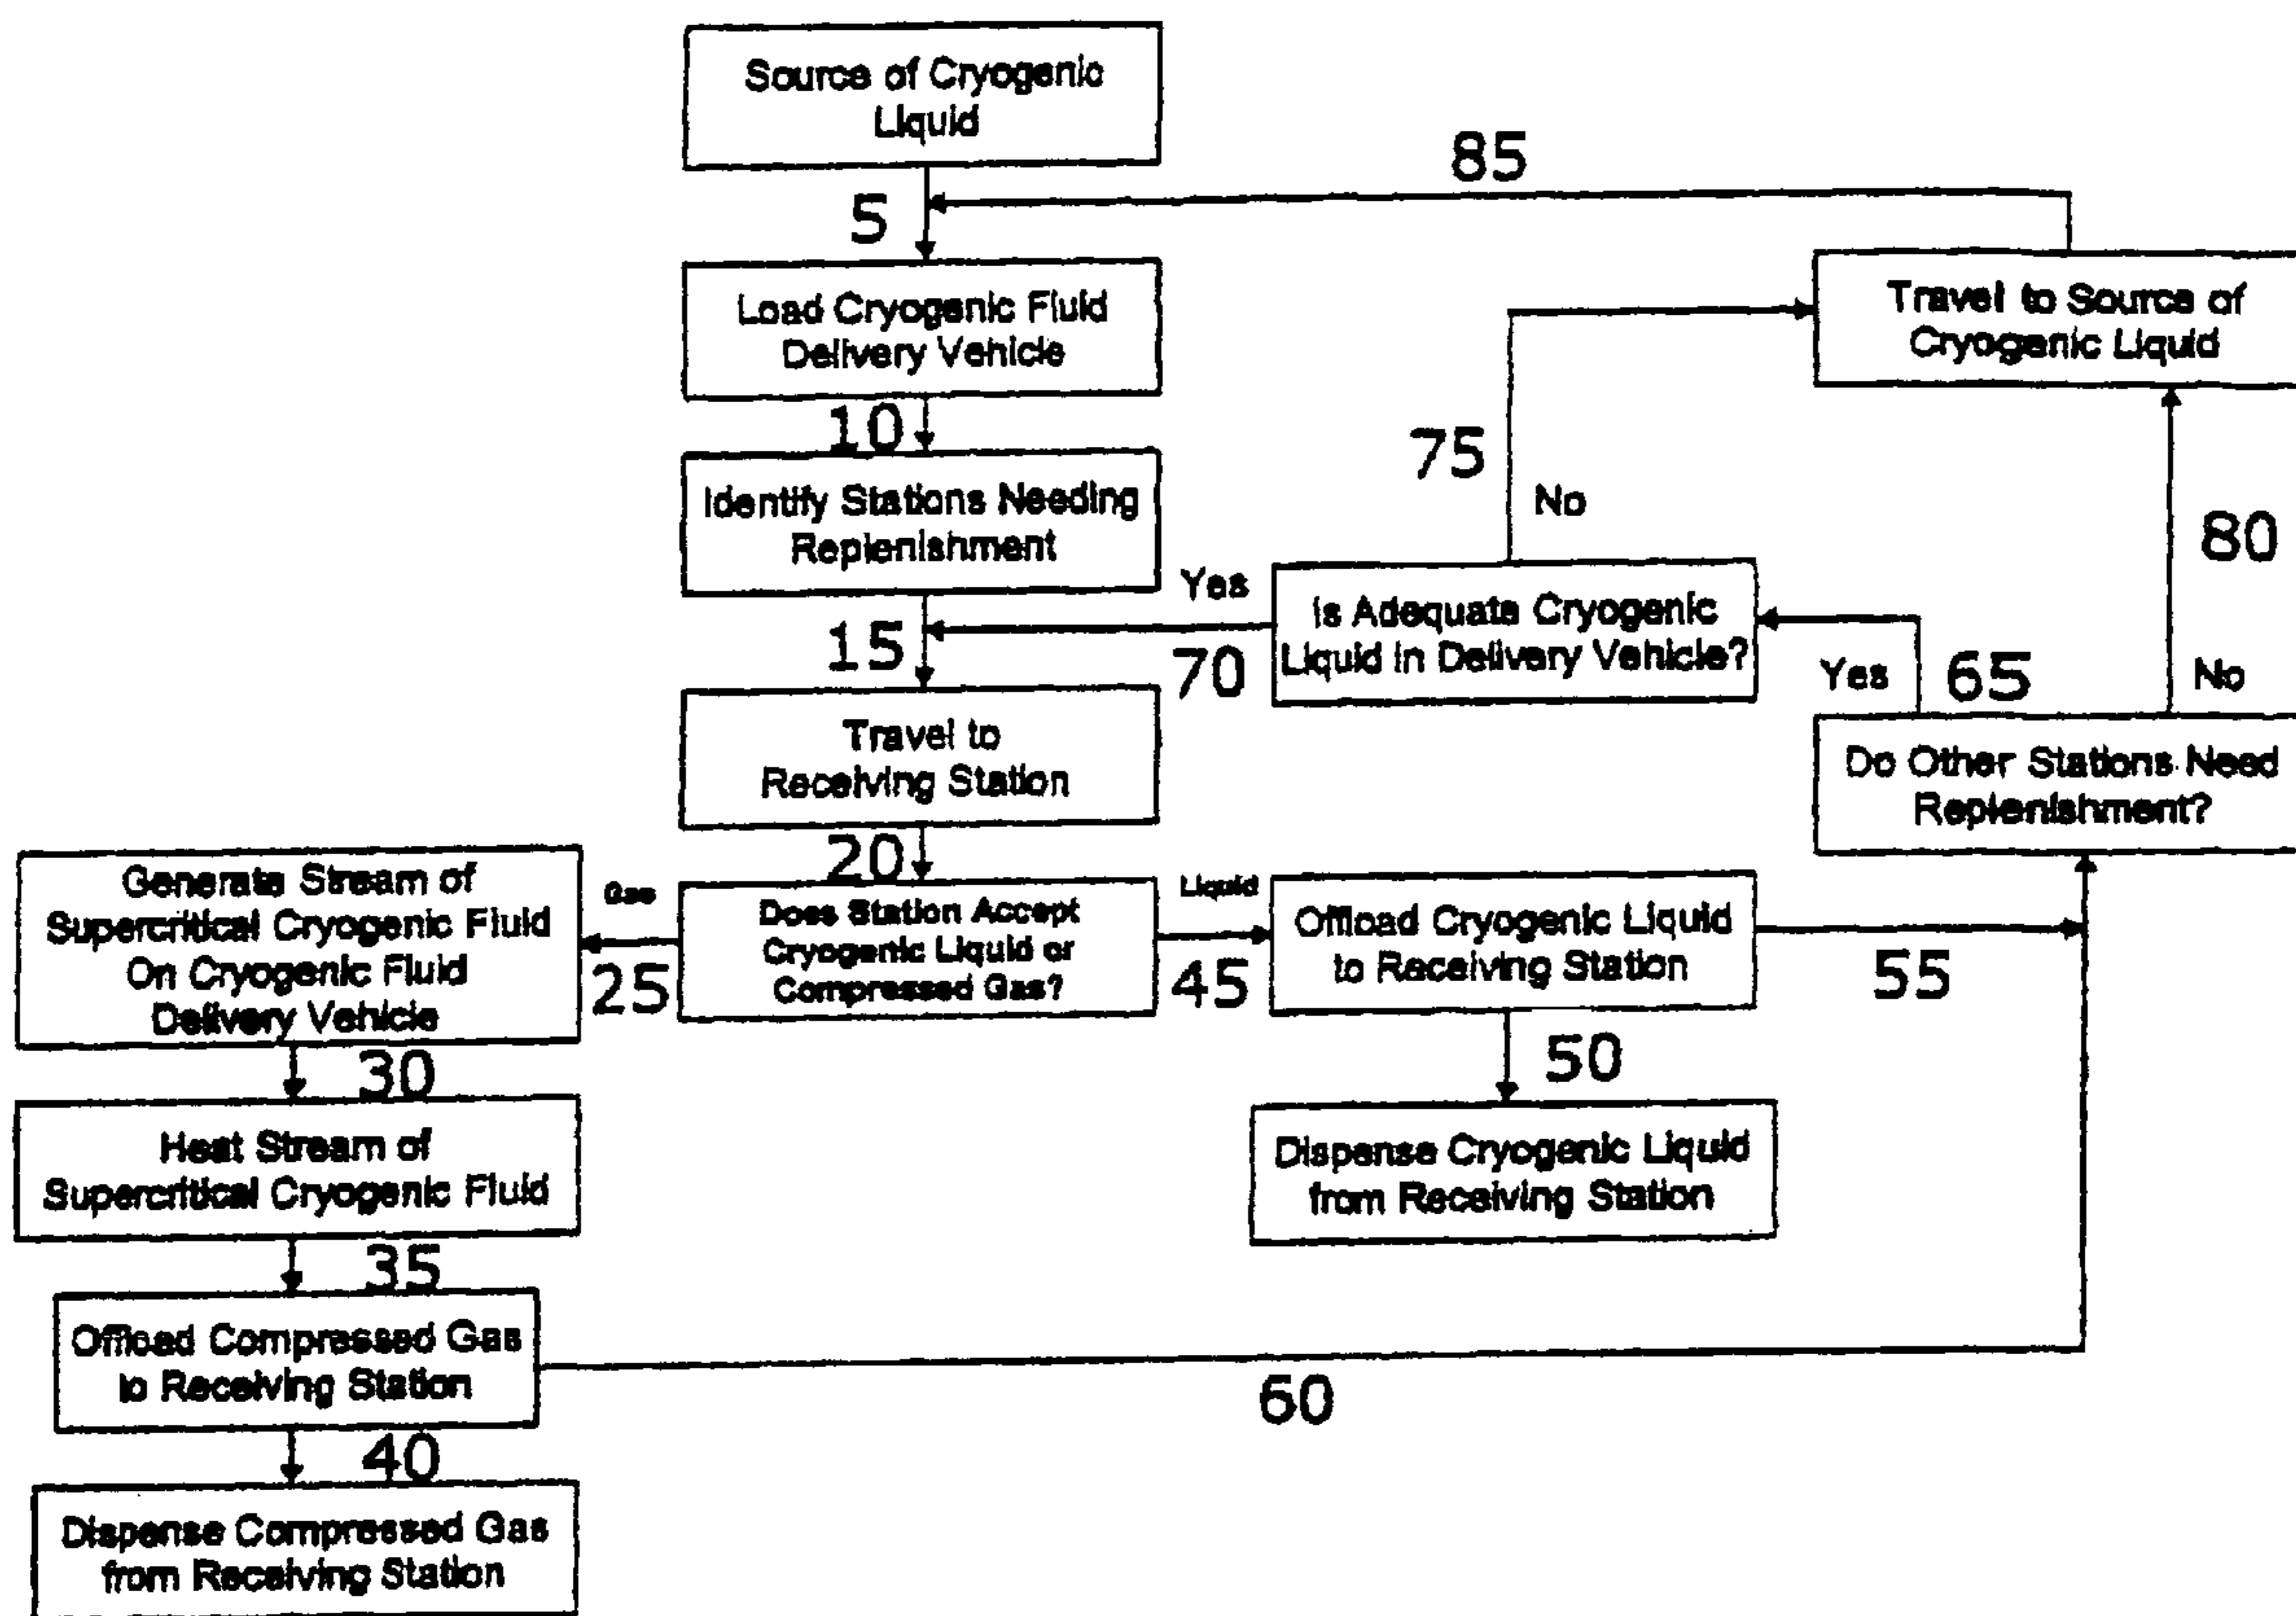 Source of Cryogenic
Liquid
85
5
Load Cryogenic Fluid
Delivery Vehicle
Travel to Source of
Cryogenic Liquid
10
75
Identify Stations Needing
Replenishment
No
80
Yes
Is Adequate Cryogenic
Liquid in Delivery Vehicle?
15
70
Yes
65
No
Travel to
Receiving Station
Do Other Stations Need
Replenishment?
20
Generate Stream of
Supercritical Cryogenic Fluid
On Cryogenic Fluid
Delivery Vehicle
Gas
25
Does Station Accept
Cryogenic Liquid or
Compressed Gas?
Liquid
45
Offload Cryogenic Liquid
to Receiving Station
55
30
50
Heat Stream of
Supercritical Cryogenic Fluid
Dispense Cryogenic Liquid
from Receiving Station
35
Offload Compressed Gas
to Receiving Station
60
40
Dispense Compressed Gas
from Receiving Station